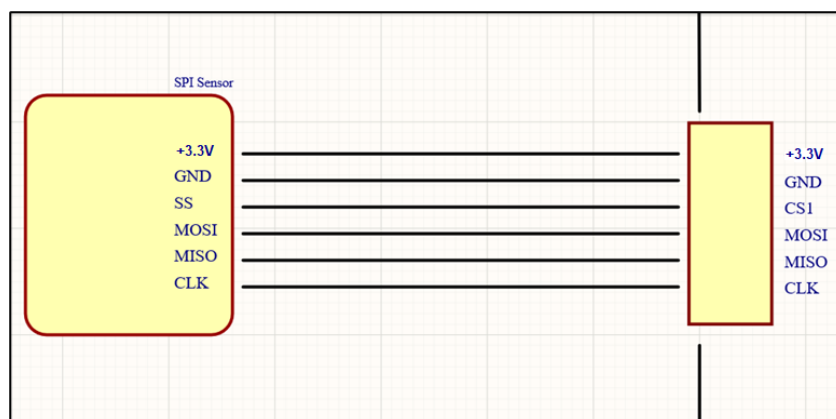 SPI Sensor
+3.3V
GND
SS
MOSI
MISO
CLK
+3.3V
GND
CS1
MOSI
MISO
CLK